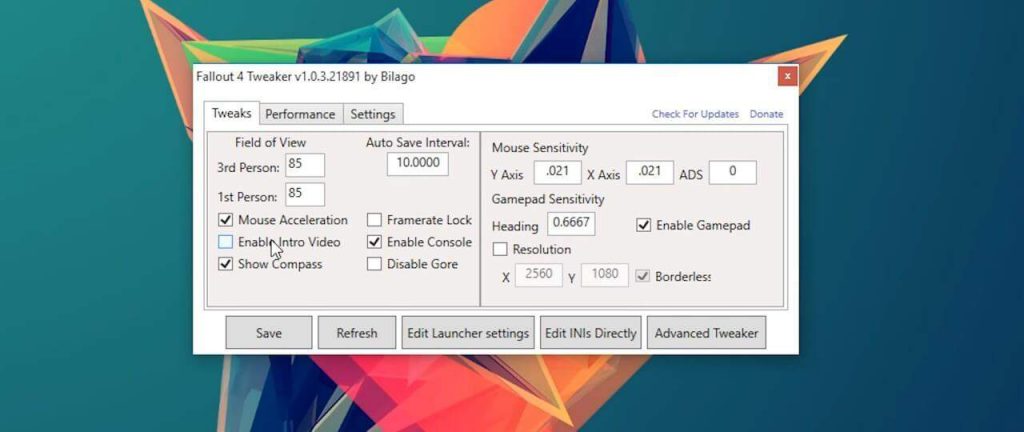 Fallout 4 Tweaker v1.0.3.21891 by Bilago
x
Tweaks
Performance
Settings
Check For Updates
Donate
Field of View
3rd Person: 85
1st Person: 85
Auto Save Interval:
10.0000
Mouse Acceleration
Enable Intro Video
Show Compass
Framerate Lock
Enable Console
Disable Gore
Mouse Sensitivity
Y Axis .021 X Axis .021 ADS 0
Gamepad Sensitivity
Heading 0.6667
Enable Gamepad
Resolution
X 2560 Y 1080
Borderless
Save
Refresh
Edit Launcher settings
Edit INIs Directly
Advanced Tweaker